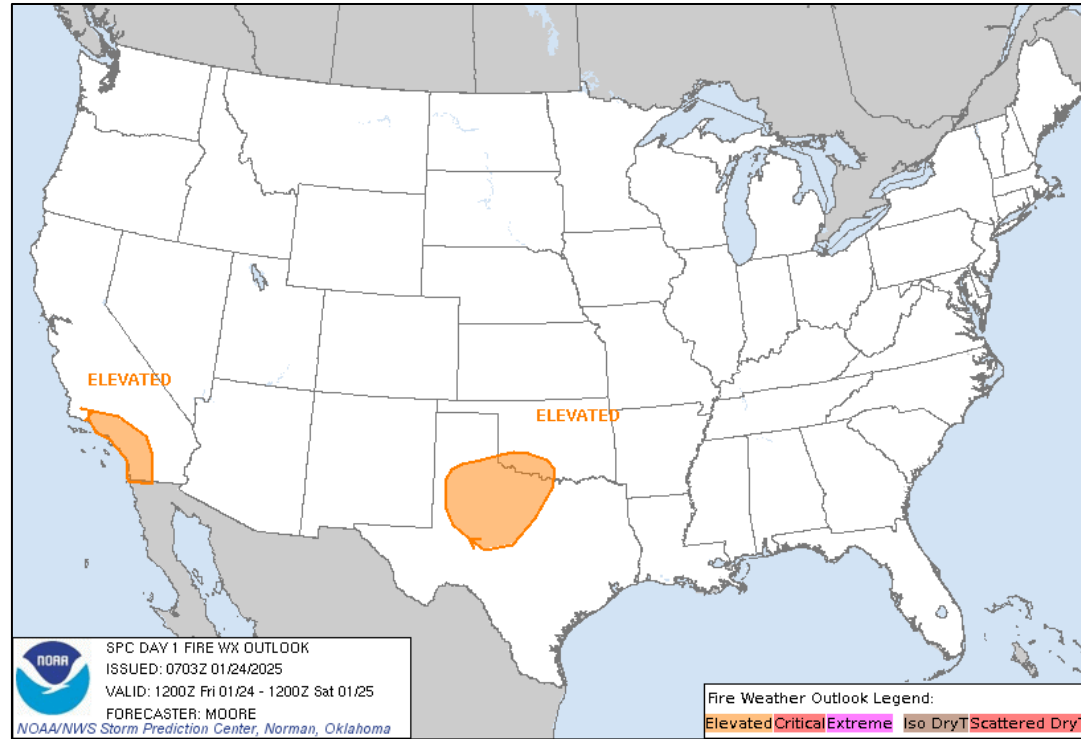 ELEVATED
ELEVATED
NOAA
SPC DAY 1 FIRE WX OUTLOOK
ISSUED: 0703Z 01/24/2025
VALID: 1200Z Fri 01/24 - 1200Z Sat 01/25
FORECASTER: MOORE
NOAA/NWS Storm Prediction Center, Norman, Oklahoma
Fire Weather Outlook Legend:
Elevated Critical Extreme Iso DryT Scattered DryT